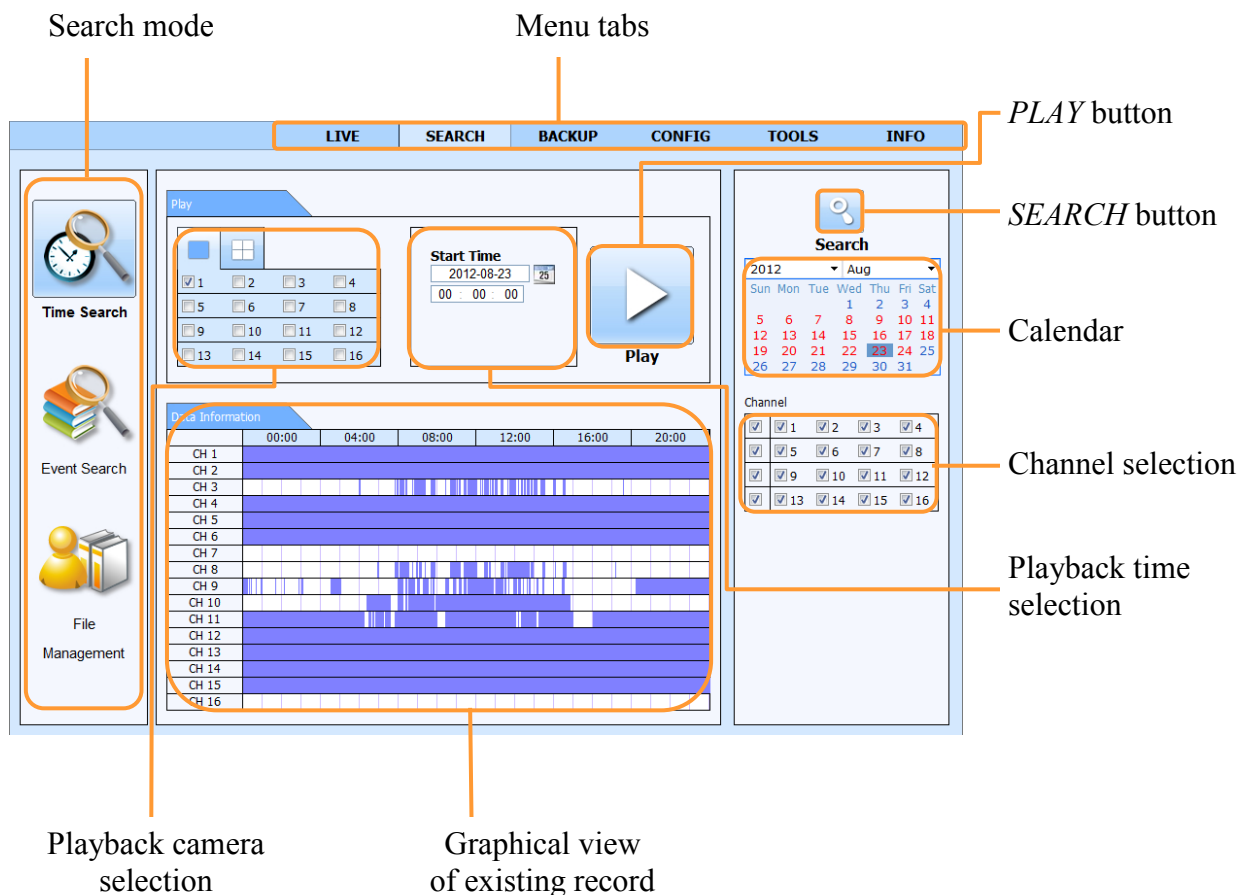 Search mode
Menu tabs
PLAY button
LIVE SEARCH BACKUP CONFIG TOOLS INFO
SEARCH button
Search
Time Search
Event Search
File
Management
Play
1 2 3 4
5 6 7 8
9 10 11 12
13 14 15 16
Start Time
2012-08-23 25
00 : 00 : 00
Play
2012 Aug
Sun Mon Tue Wed Thu Fri Sat
1 2 3 4
5 6 7 8 9 10 11
12 13 14 15 16 17 18
19 20 21 22 23 24 25
26 27 28 29 30 31
Calendar
Channel
1 2 3 4
5 6 7 8
9 10 11 12
13 14 15 16
Channel selection
Playback time
selection
Data Information
00:00 04:00 08:00 12:00 16:00 20:00
CH 1
CH 2
CH 3
CH 4
CH 5
CH 6
CH 7
CH 8
CH 9
CH 10
CH 11
CH 12
CH 13
CH 14
CH 15
CH 16
Playback camera
selection
Graphical view
of existing record